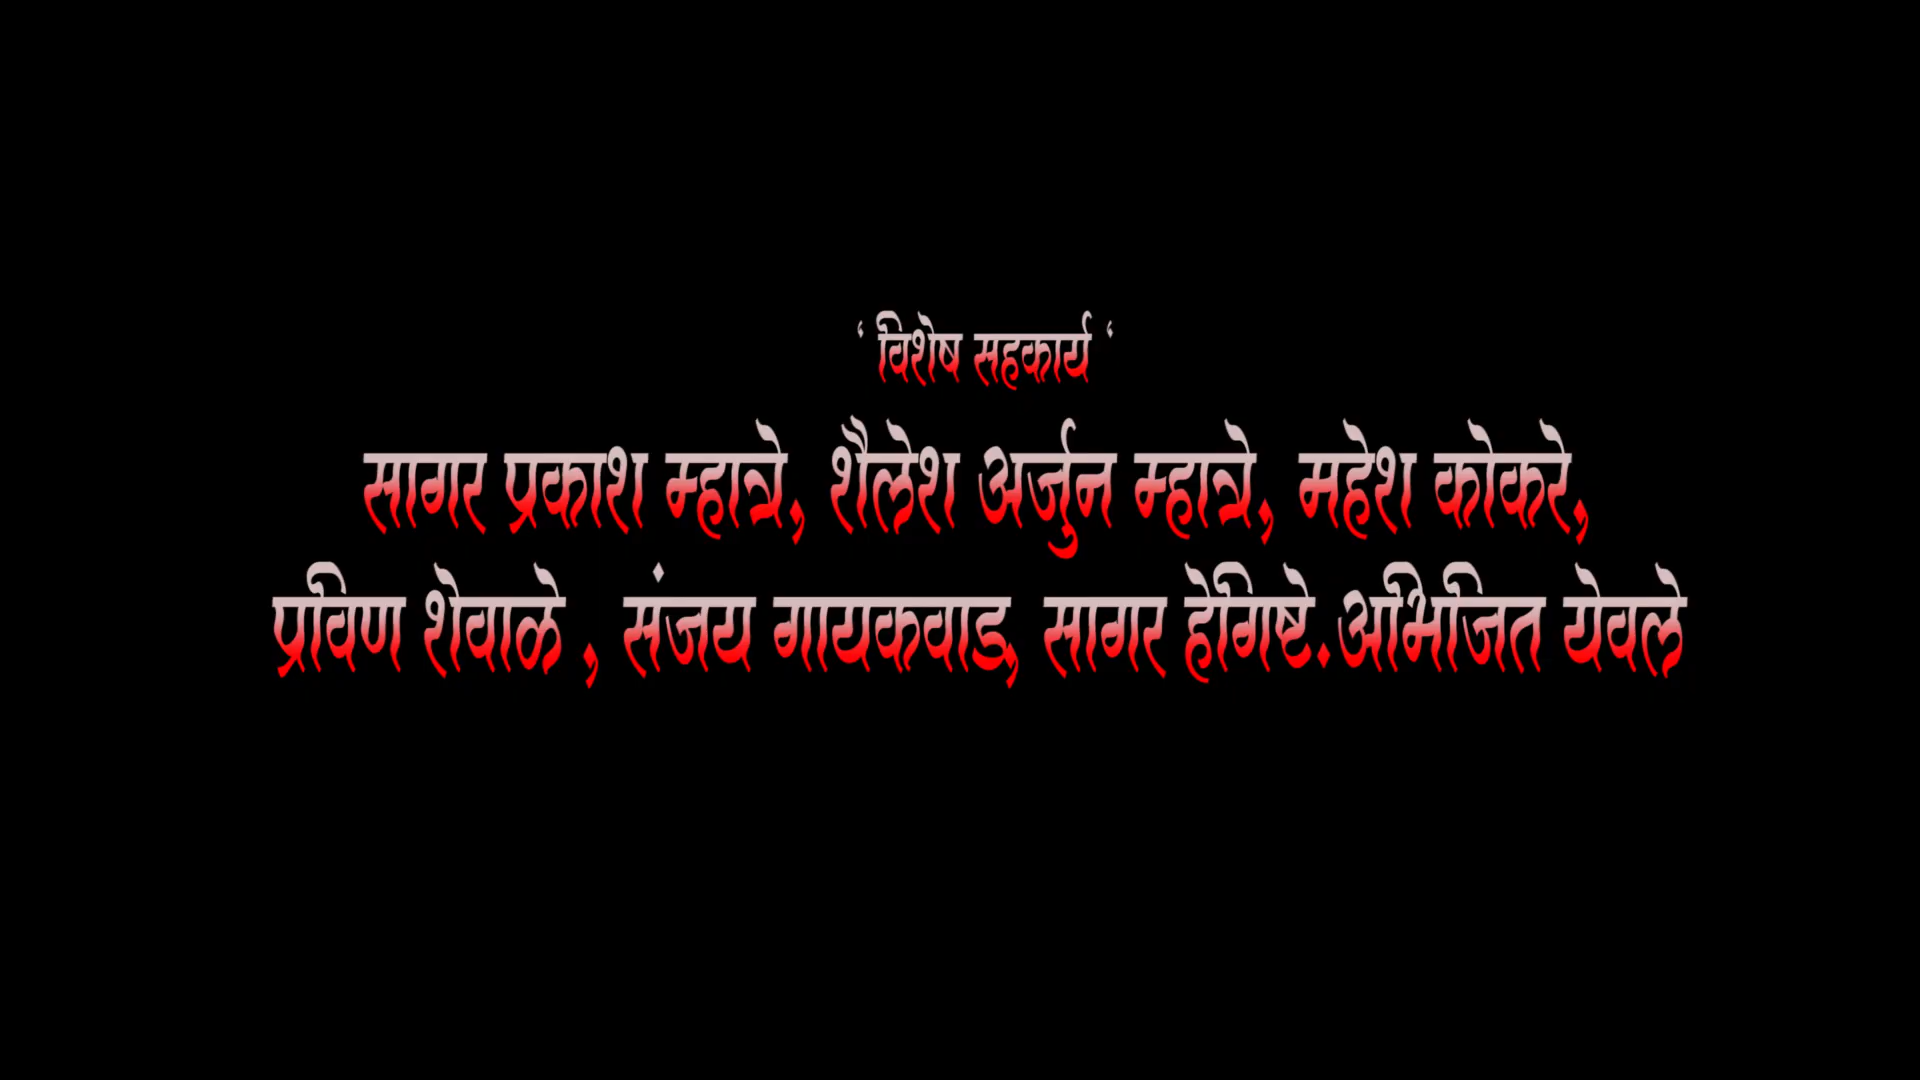 ‘ विशेष सहकार्य ‘
सागर प्रकाश म्हात्रे, शैलेश अर्जुन म्हात्रे, महेश कोकरे,
प्रविण शेवाळे , संजय गायकवाड, सागर हेगिष्टे.अभिजित येवले